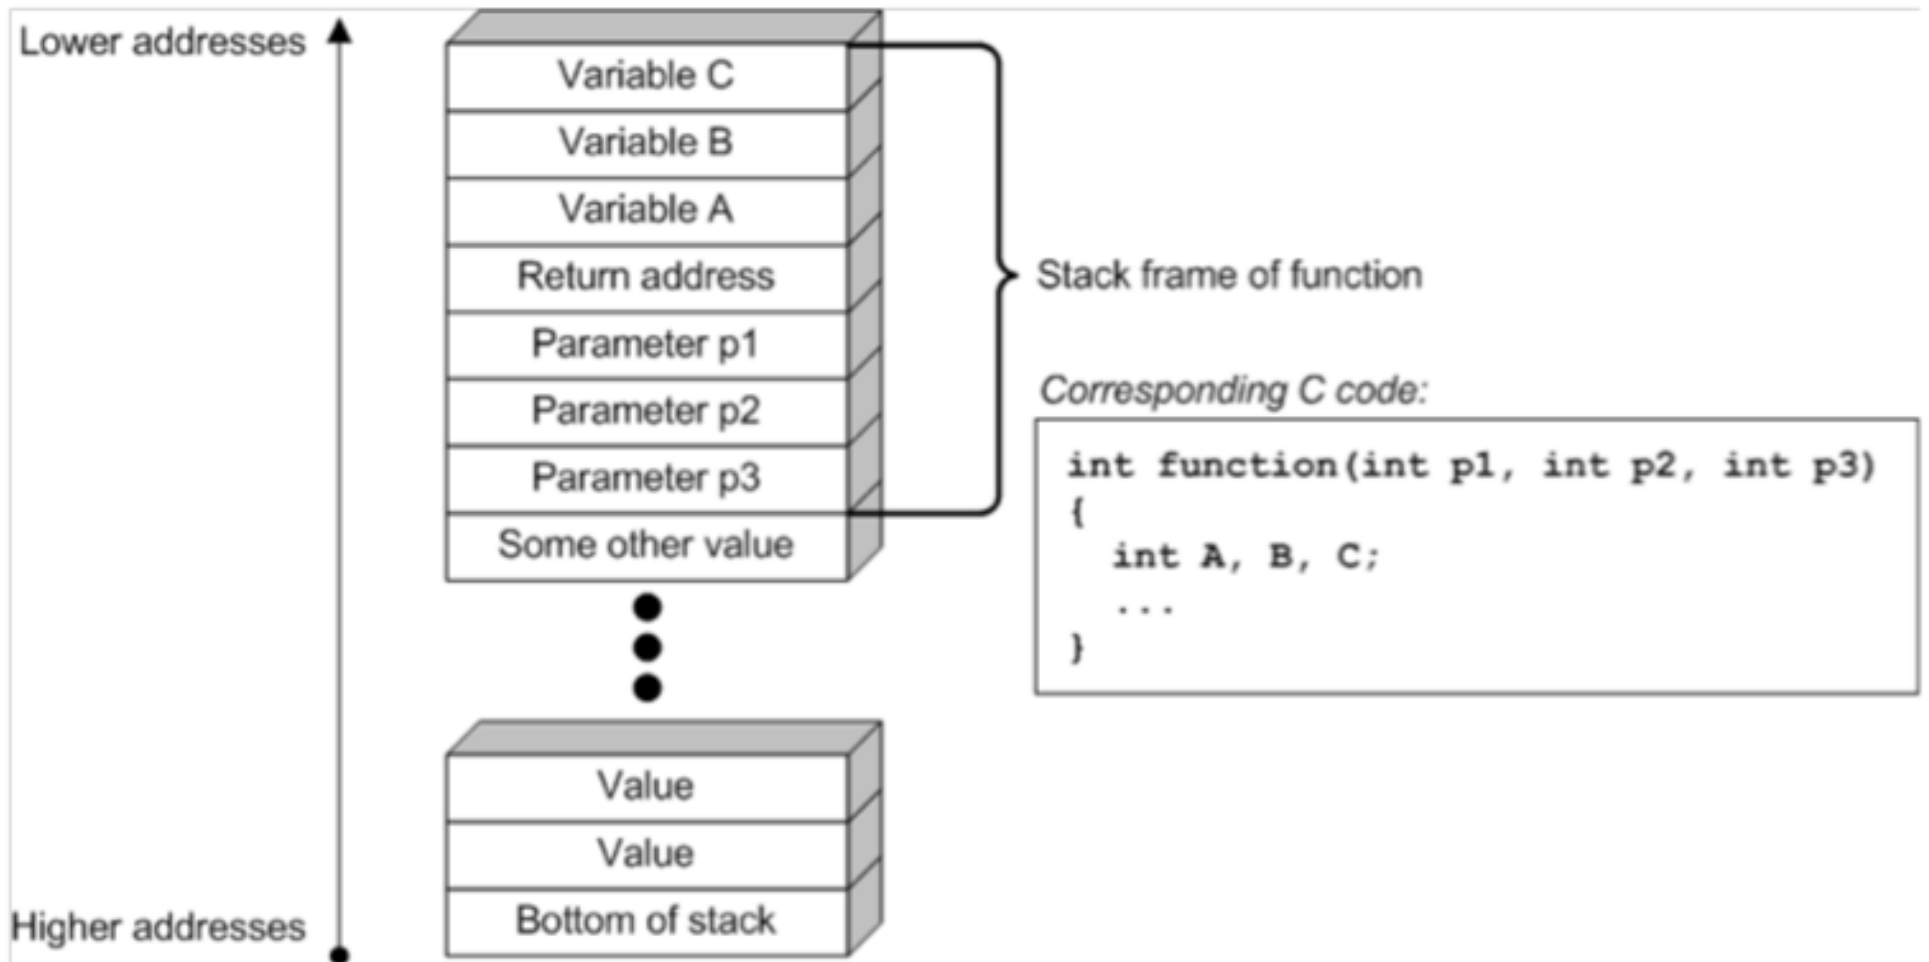 Lower addresses
Variable C
Variable B
Variable A
Return address
Parameter p1
Parameter p2
Parameter p3
Some other value
Stack frame of function
Corresponding C code:
int function(int p1, int p2, int p3)
{
int A, B, C;
...
}
Value
Value
Bottom of stack
Higher addresses